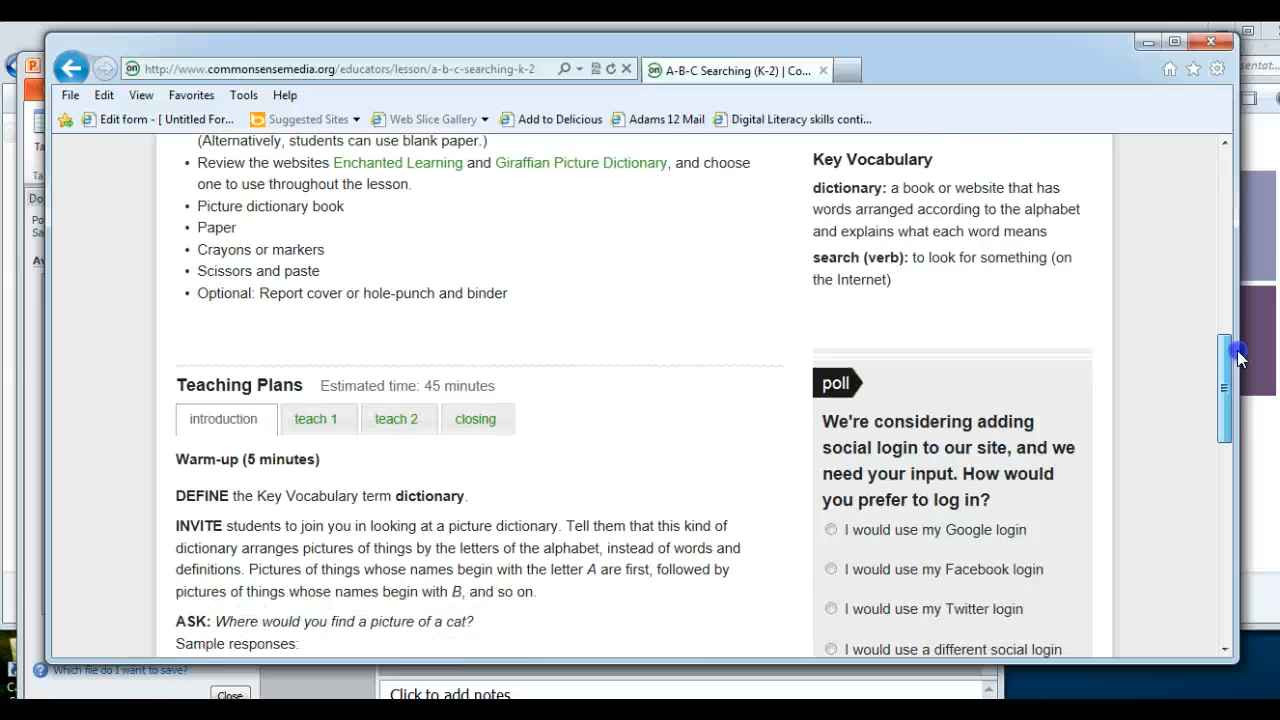 http://www.commonsensemedia.org/educators/lesson/a-b-c-searching-k-2
A-B-C Searching (K-2) | Co...
File Edit View Favorites Tools Help
Edit form - [ Untitled For...
Suggested Sites
Web Slice Gallery
Add to Delicious
Adams 12 Mail
Digital Literacy skills conti...
(Alternatively, students can use blank paper.)
• Review the websites Enchanted Learning and Giraffian Picture Dictionary, and choose
one to use throughout the lesson.
• Picture dictionary book
• Paper
• Crayons or markers
• Scissors and paste
• Optional: Report cover or hole-punch and binder
Teaching Plans Estimated time: 45 minutes
introduction teach 1 teach 2 closing
Warm-up (5 minutes)
DEFINE the Key Vocabulary term dictionary.
INVITE students to join you in looking at a picture dictionary. Tell them that this kind of
dictionary arranges pictures of things by the letters of the alphabet, instead of words and
definitions. Pictures of things whose names begin with the letter A are first, followed by
pictures of things whose names begin with B, and so on.
ASK: Where would you find a picture of a cat?
Sample responses:
Key Vocabulary
dictionary: a book or website that has
words arranged according to the alphabet
and explains what each word means
search (verb): to look for something (on
the Internet)
poll
We're considering adding
social login to our site, and we
need your input. How would
you prefer to log in?
I would use my Google login
I would use my Facebook login
I would use my Twitter login
I would use a different social login
Which file do I want to save?
Close
Click to add notes